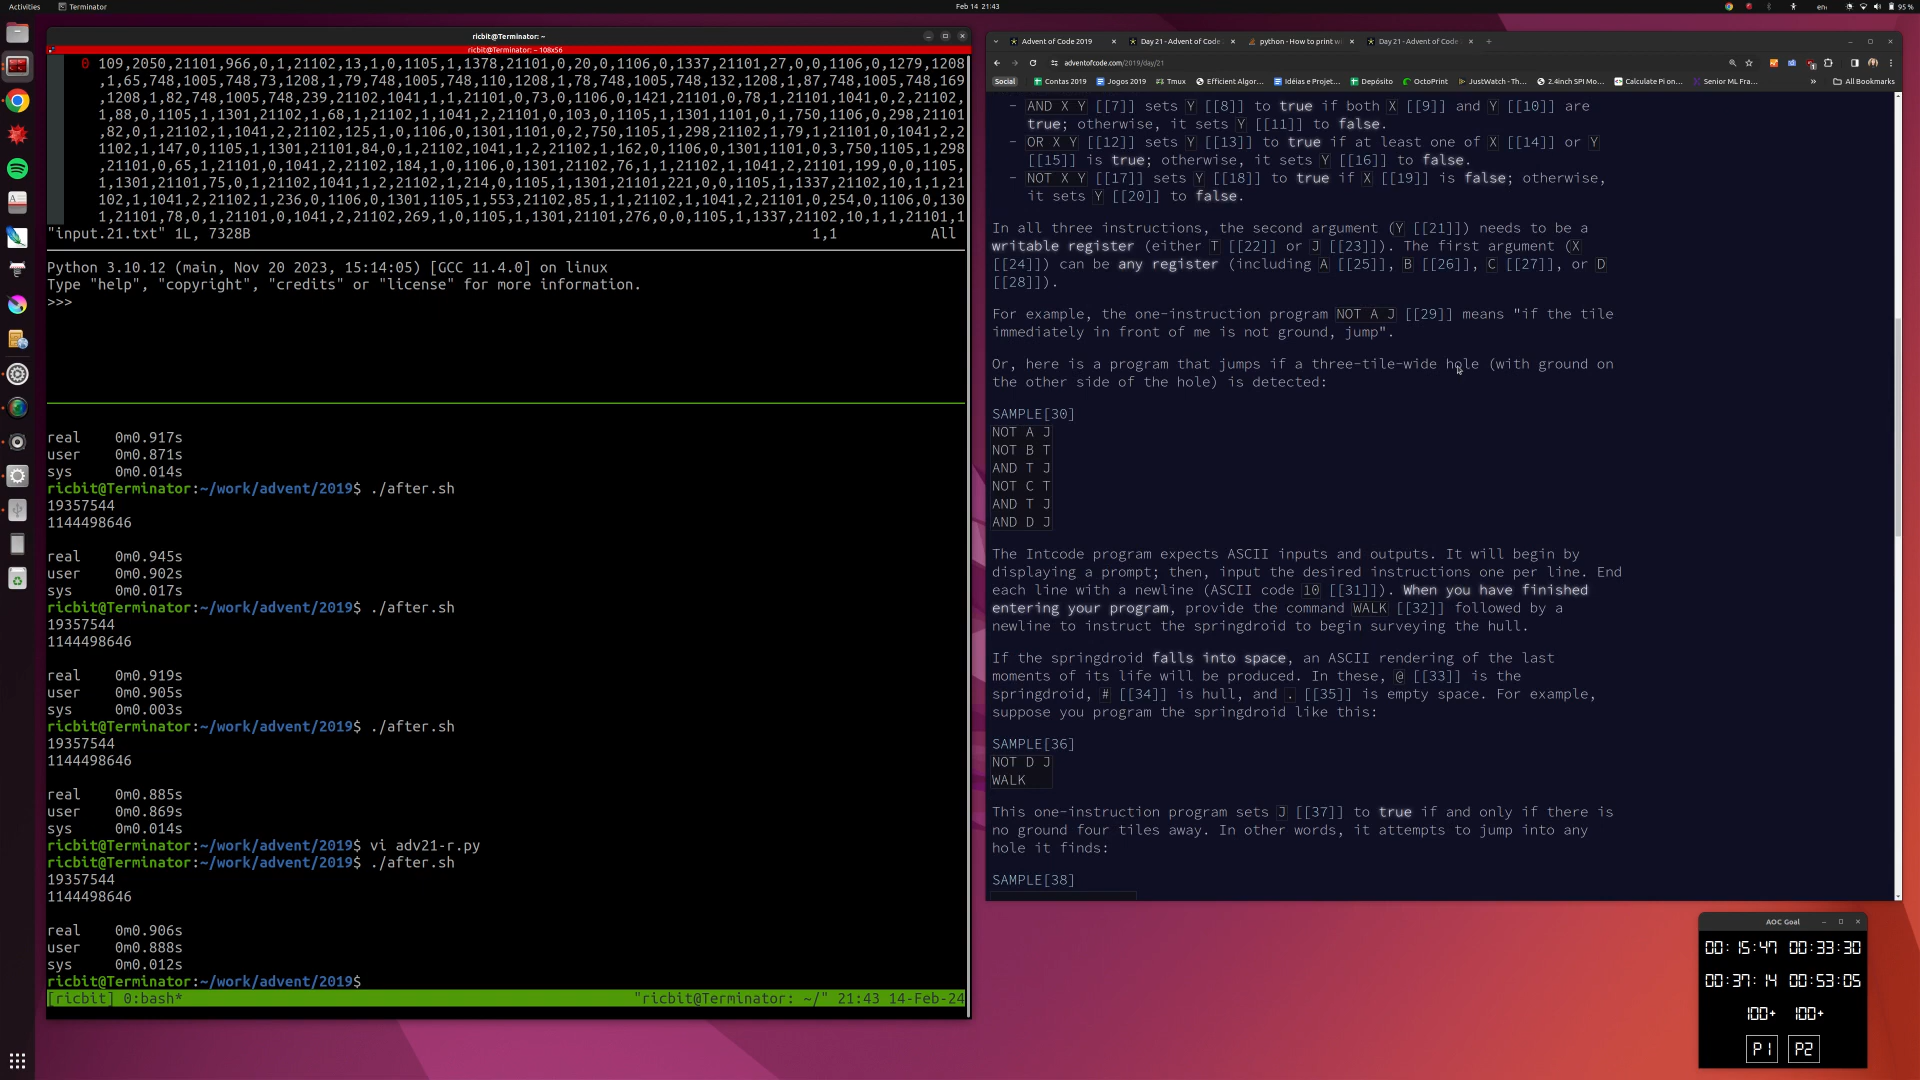 Activities
Terminator
Feb 14 21:43
en
95 %
ricbit@Terminator: ~
ricbit@Terminator: ~ 108x56
0 109,2050,21101,966,0,1,21102,13,1,0,1105,1,1378,21101,0,20,0,1106,0,1337,21101,27,0,0,1106,0,1279,1208
,1,65,748,1005,748,73,1208,1,79,748,1005,748,110,1208,1,78,748,1005,748,132,1208,1,87,748,1005,748,169
,1208,1,82,748,1005,748,239,21102,1041,1,1,21101,0,73,0,1106,0,1421,21101,0,78,1,21101,1041,0,2,21102,
1,88,0,1105,1,1301,21102,1,68,1,21102,1,1041,2,21101,0,103,0,1105,1,1301,1101,0,1,750,1106,0,298,21101
,82,0,1,21102,1,1041,2,21102,125,1,0,1106,0,1301,1101,0,2,750,1105,1,298,21102,1,79,1,21101,0,1041,2,2
1102,1,147,0,1105,1,1301,21101,84,0,1,21101,0,1041,2,21102,1,162,0,1106,0,1301,1101,0,3,750,1105,1,298
,21101,0,65,1,21101,0,1041,2,21102,184,1,0,1106,0,1301,21102,76,1,1,21102,1,1041,2,21101,199,0,0,1105,
1,1301,21101,75,0,1,21102,1041,1,2,21102,1,214,0,1105,1,1301,21101,221,0,0,1105,1,1337,21102,10,1,1,21
102,1,1041,2,21102,1,236,0,1106,0,1301,1105,1,553,21102,85,1,1,21102,1,1041,2,21101,0,254,0,1106,0,130
1,21101,78,0,1,21101,0,1041,2,21102,269,1,0,1105,1,1301,21101,276,0,0,1105,1,1337,21102,10,1,1,21101,1
"input.21.txt" 1L, 7328B 1,1 All
Python 3.10.12 (main, Nov 20 2023, 15:14:05) [GCC 11.4.0] on linux
Type "help", "copyright", "credits" or "license" for more information.
>>>
real 0m0.917s
user 0m0.871s
sys 0m0.014s
ricbit@Terminator:~/work/advent/2019$ ./after.sh
19357544
1144498646
real 0m0.945s
user 0m0.902s
sys 0m0.017s
ricbit@Terminator:~/work/advent/2019$ ./after.sh
19357544
1144498646
real 0m0.919s
user 0m0.905s
sys 0m0.003s
ricbit@Terminator:~/work/advent/2019$ ./after.sh
19357544
1144498646
real 0m0.885s
user 0m0.869s
sys 0m0.014s
ricbit@Terminator:~/work/advent/2019$ vi adv21-r.py
ricbit@Terminator:~/work/advent/2019$ ./after.sh
19357544
1144498646
real 0m0.906s
user 0m0.888s
sys 0m0.012s
ricbit@Terminator:~/work/advent/2019$
[ricbit] 0:bash* "ricbit@Terminator: ~/" 21:43 14-Feb-24
Advent of Code 2019
Day 21 - Advent of Code
python - How to print w
Day 21 - Advent of Code
adventofcode.com/2019/day/21
Social
Contas 2019
Jogos 2019
Tmux
Efficient Algor...
Idéias e Projet...
Depósito
OctoPrint
JustWatch - Th...
2.4inch SPI Mo...
Calculate Pi on...
Senior ML Fra...
»
All Bookmarks
- AND X Y [[7]] sets Y [[8]] to true if both X [[9]] and Y [[10]] are
true; otherwise, it sets Y [[11]] to false.
- OR X Y [[12]] sets Y [[13]] to true if at least one of X [[14]] or Y
[[15]] is true; otherwise, it sets Y [[16]] to false.
- NOT X Y [[17]] sets Y [[18]] to true if X [[19]] is false; otherwise,
it sets Y [[20]] to false.
In all three instructions, the second argument (Y [[21]]) needs to be a
writable register (either T [[22]] or J [[23]]). The first argument (X
[[24]]) can be any register (including A [[25]], B [[26]], C [[27]], or D
[[28]]).
For example, the one-instruction program NOT A J [[29]] means "if the tile
immediately in front of me is not ground, jump".
Or, here is a program that jumps if a three-tile-wide hole (with ground on
the other side of the hole) is detected:
SAMPLE[30]
NOT A J
NOT B T
AND T J
NOT C T
AND T J
AND D J
The Intcode program expects ASCII inputs and outputs. It will begin by
displaying a prompt; then, input the desired instructions one per line. End
each line with a newline (ASCII code 10 [[31]]). When you have finished
entering your program, provide the command WALK [[32]] followed by a
newline to instruct the springdroid to begin surveying the hull.
If the springdroid falls into space, an ASCII rendering of the last
moments of its life will be produced. In these, @ [[33]] is the
springdroid, # [[34]] is hull, and . [[35]] is empty space. For example,
suppose you program the springdroid like this:
SAMPLE[36]
NOT D J
WALK
This one-instruction program sets J [[37]] to true if and only if there is
no ground four tiles away. In other words, it attempts to jump into any
hole it finds:
SAMPLE[38]
AOC Goal
00:15:47 00:33:30
00:37:14 00:53:05
100+ 100+
P1 P2